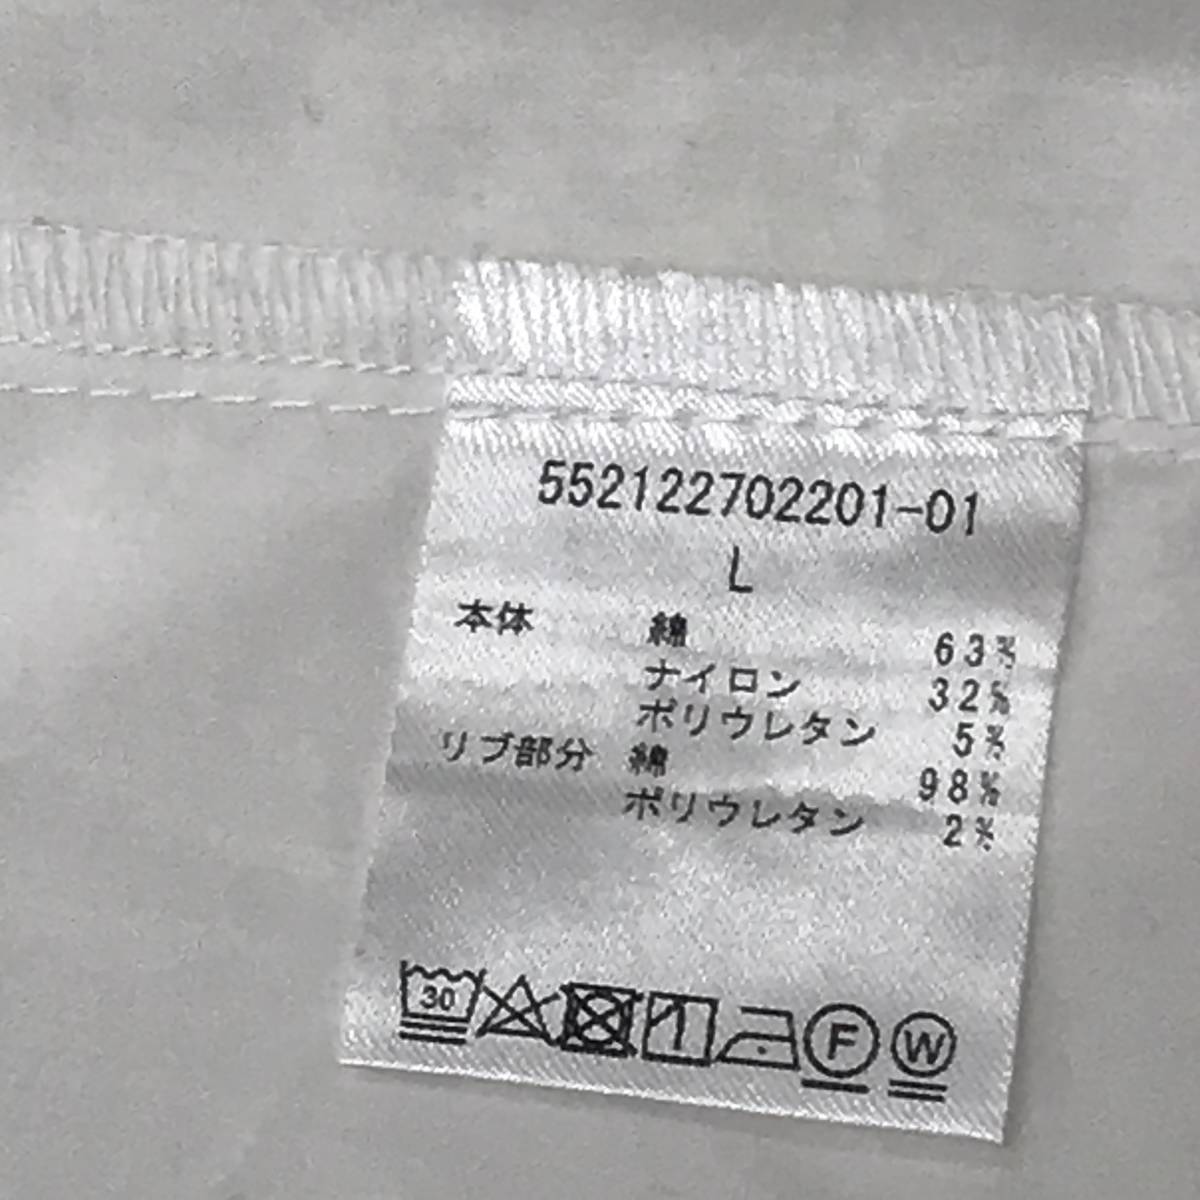 552122702201-01
L
本体 綿 63%
ナイロン 32%
ポリウレタン 5%
リブ部分 綿 98%
ポリウレタン 2%
30 F W